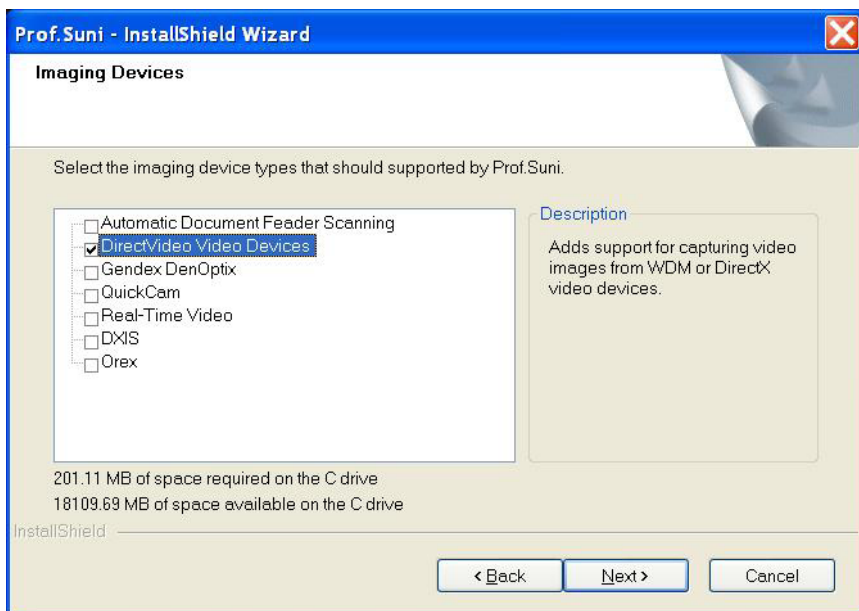 Prof.Suni - InstallShield Wizard
Imaging Devices
Select the imaging device types that should supported by Prof.Suni.
Automatic Document Feader Scanning
DirectVideo Video Devices
Gendex DenOptix
QuickCam
Real-Time Video
DXIS
Orex
Description
Adds support for capturing video
images from WDM or DirectX
video devices.
201.11 MB of space required on the C drive
18109.69 MB of space available on the C drive
InstallShield
< Back
Next >
Cancel